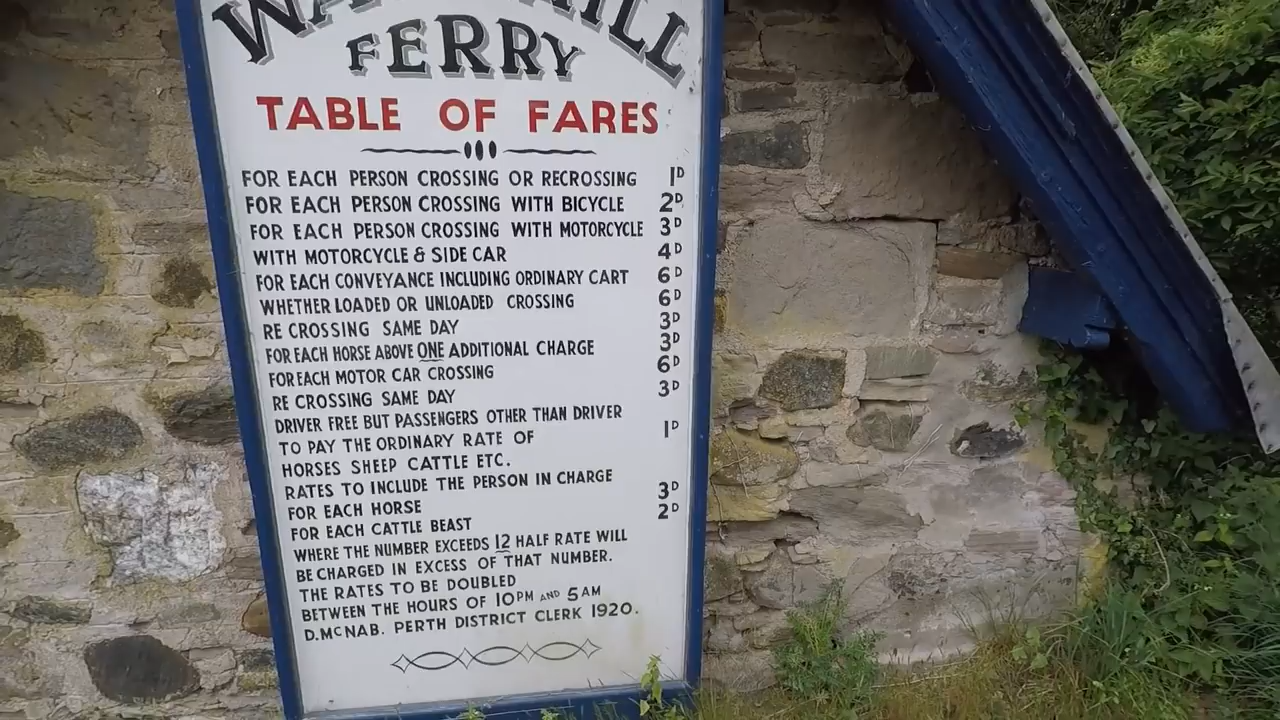 FERRY
TABLE OF FARES
FOR EACH PERSON CROSSING OR RECROSSING 1D
FOR EACH PERSON CROSSING WITH BICYCLE 2D
FOR EACH PERSON CROSSING WITH MOTORCYCLE 3D
WITH MOTORCYCLE & SIDE CAR 4D
FOR EACH CONVEYANCE INCLUDING ORDINARY CART 6D
WHETHER LOADED OR UNLOADED CROSSING 6D
RE CROSSING SAME DAY 3D
FOR EACH HORSE ABOVE ONE ADDITIONAL CHARGE 3D
FOR EACH MOTOR CAR CROSSING 6D
RE CROSSING SAME DAY 3D
DRIVER FREE BUT PASSENGERS OTHER THAN DRIVER
TO PAY THE ORDINARY RATE OF 1D
HORSES SHEEP CATTLE ETC.
RATES TO INCLUDE THE PERSON IN CHARGE
FOR EACH HORSE 3D
FOR EACH CATTLE BEAST 2D
WHERE THE NUMBER EXCEEDS 12 HALF RATE WILL
BE CHARGED IN EXCESS OF THAT NUMBER.
THE RATES TO BE DOUBLED
BETWEEN THE HOURS OF 10PM AND 5AM
D.McNAB. PERTH DISTRICT CLERK 1920.